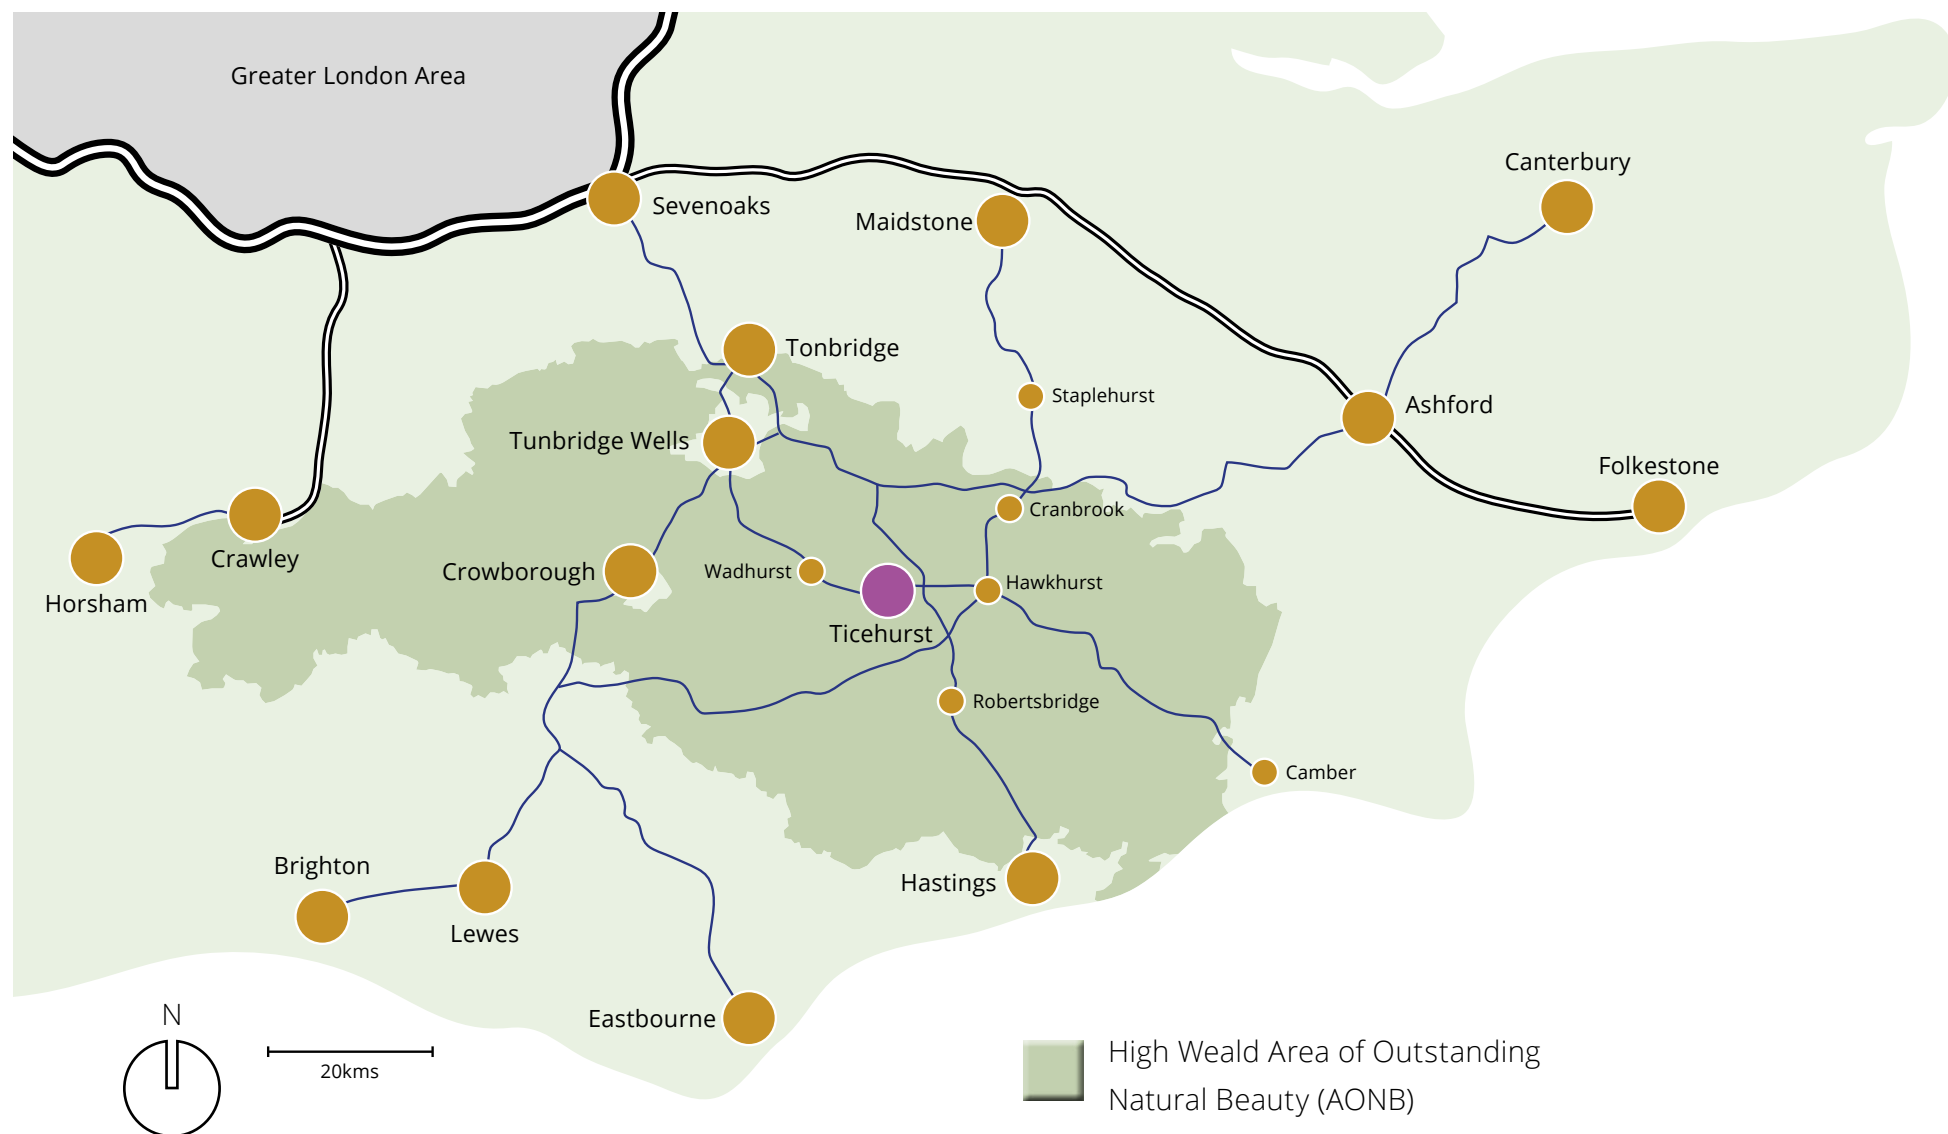 Greater London Area
Canterbury
Sevenoaks
Maidstone
Tonbridge
Staplehurst
Ashford
Tunbridge Wells
Folkestone
Cranbrook
Crawley
Crowborough
Wadhurst
Hawkhurst
Horsham
Ticehurst
Robertsbridge
Camber
Brighton
Hastings
Lewes
Eastbourne
N
20kms
High Weald Area of Outstanding
Natural Beauty (AONB)